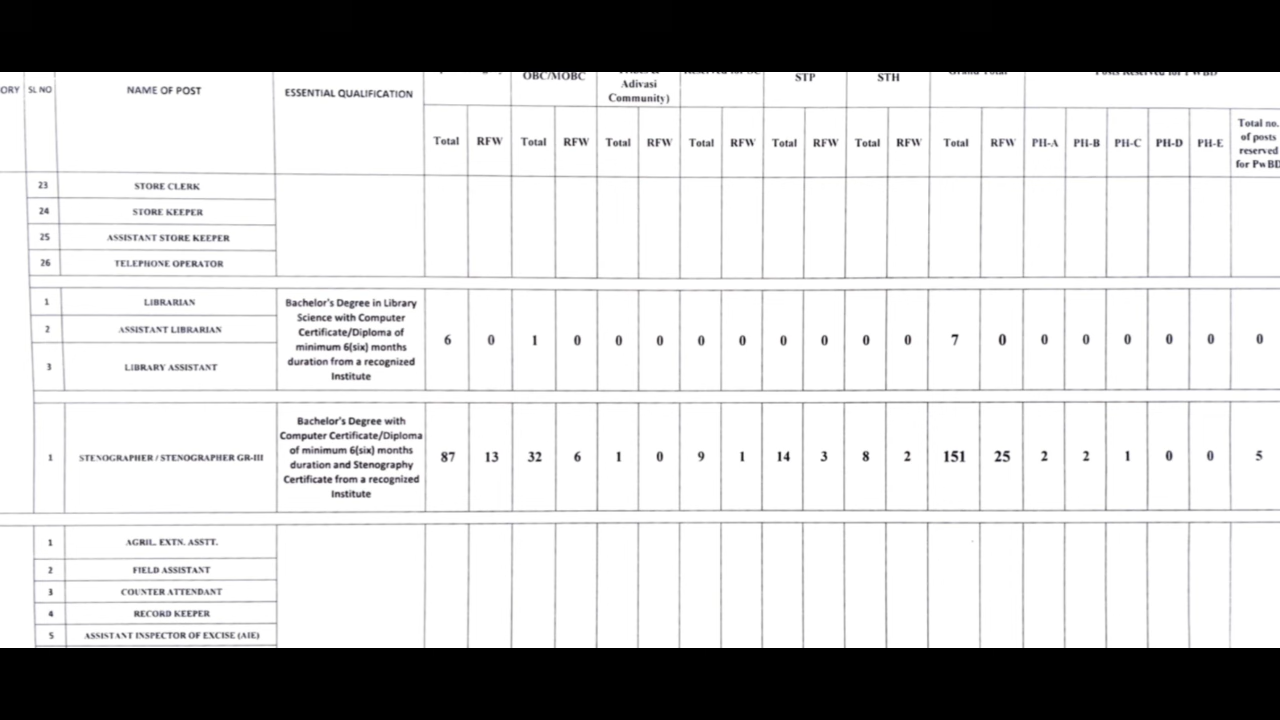 OBC/MOBC
Adivasi
Community)
STP
STH
ORY SL NO NAME OF POST ESSENTIAL QUALIFICATION
Total RFW Total RFW Total RFW Total RFW Total RFW Total RFW Total RFW PH-A PH-B PH-C PH-D PH-E Total no.
of posts
reserved
for PwBD
23 STORE CLERK
24 STORE KEEPER
25 ASSISTANT STORE KEEPER
26 TELEPHONE OPERATOR
1 LIBRARIAN
2 ASSISTANT LIBRARIAN
3 LIBRARY ASSISTANT
Bachelor's Degree in Library
Science with Computer
Certificate/Diploma of
minimum 6(six) months
duration from a recognized
Institute
6 0 1 0 0 0 0 0 0 0 0 0 7 0 0 0 0 0 0 0
1 STENOGRAPHER / STENOGRAPHER GR-III
Bachelor's Degree with
Computer Certificate/Diploma
of minimum 6(six) months
duration and Stenography
Certificate from a recognized
Institute
87 13 32 6 1 0 9 1 14 3 8 2 151 25 2 2 1 0 0 5
1 AGRIL. EXTN. ASSTT.
2 FIELD ASSISTANT
3 COUNTER ATTENDANT
4 RECORD KEEPER
5 ASSISTANT INSPECTOR OF EXCISE (AIE)